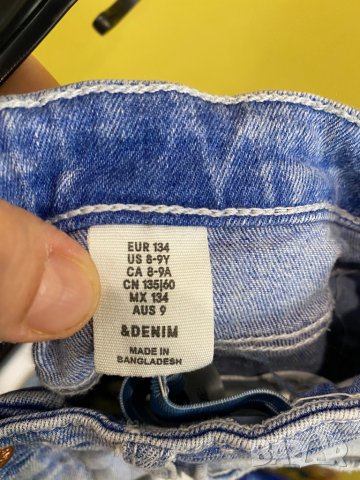 EUR 134
US 8-9Y
CA 8-9A
CN 135|60
MX 134
AUS 9
&DENIM
MADE IN
BANGLADESH
BAZAR